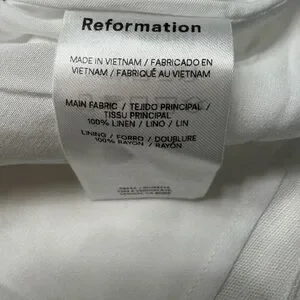 Reformation
MADE IN VIETNAM / FABRICADO EN
VIETNAM / FABRIQUÉ AU VIETNAM
MAIN FABRIC / TEJIDO PRINCIPAL /
TISSU PRINCIPAL
100% LINEN / LINO / LIN
LINING / FORRO / DOUBLURE
100% RAYON / RAYÓN